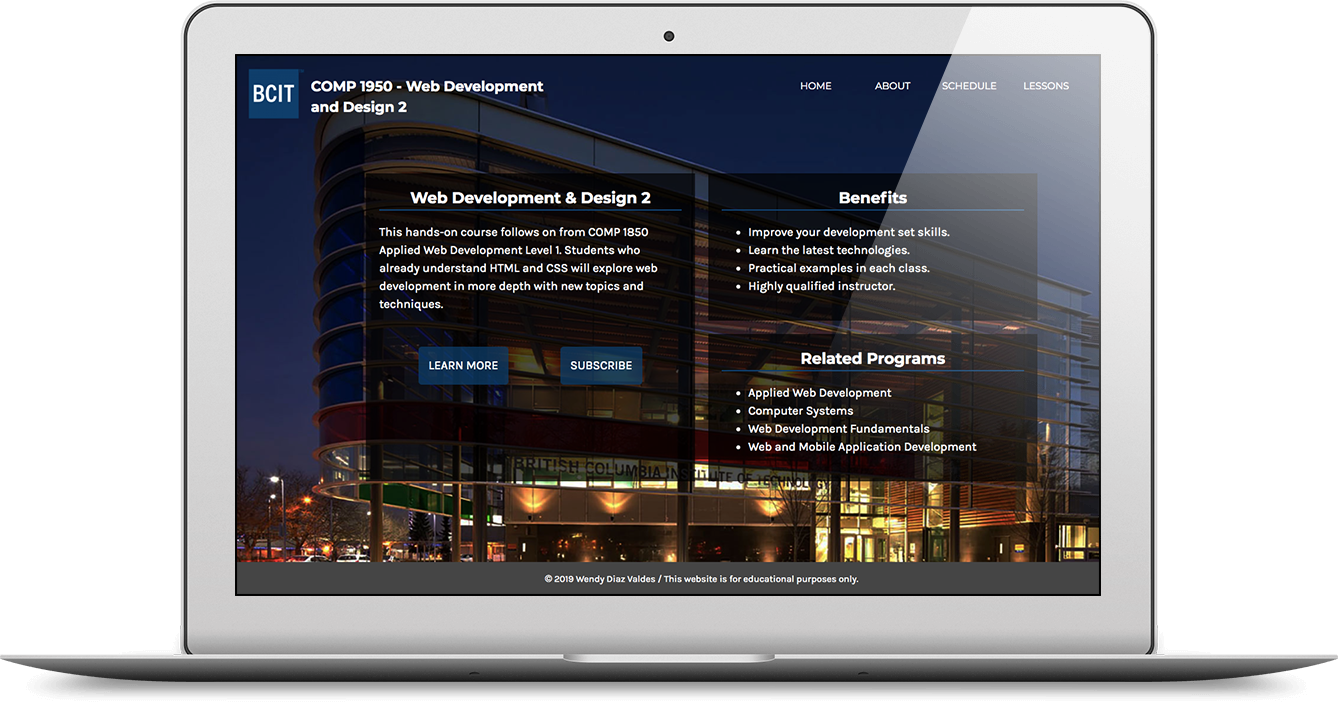 BCIT
COMP 1950 - Web Development
and Design 2
HOME
ABOUT
SCHEDULE
LESSONS
Web Development & Design 2
This hands-on course follows on from COMP 1850
Applied Web Development Level 1. Students who
already understand HTML and CSS will explore web
development in more depth with new topics and
techniques.
LEARN MORE
SUBSCRIBE
Benefits
• Improve your development set skills.
• Learn the latest technologies.
• Practical examples in each class.
• Highly qualified instructor.
Related Programs
• Applied Web Development
• Computer Systems
• Web Development Fundamentals
• Web and Mobile Application Development
BRITISH COLUMBIA INSTITUTE OF TECHNOLOGY
© 2019 Wendy Diaz Valdes / This website is for educational purposes only.